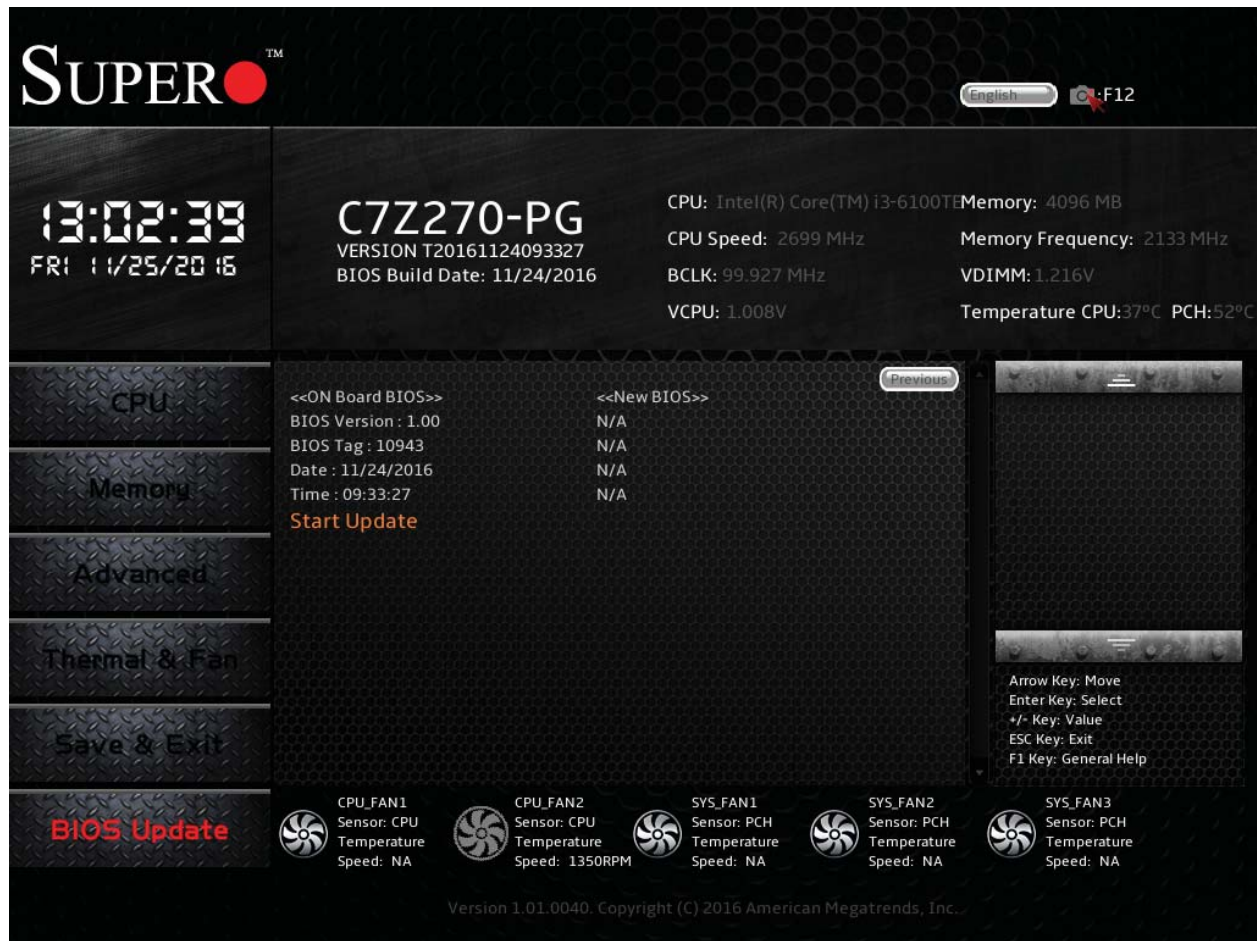 SUPER TM
English :F12
13:02:39
FRI 11/25/2016
C7Z270-PG
VERSION T20161124093327
BIOS Build Date: 11/24/2016
CPU: Intel(R) Core(TM) i3-6100TE
CPU Speed: 2699 MHz
BCLK: 99.927 MHz
VCPU: 1.008V
Memory: 4096 MB
Memory Frequency: 2133 MHz
VDIMM: 1.216V
Temperature CPU:37°C PCH:52°C
CPU
Memory
Advanced
Thermal & Fan
Save & Exit
BIOS Update
Previous
<<ON Board BIOS>> <<New BIOS>>
BIOS Version : 1.00 N/A
BIOS Tag : 10943 N/A
Date : 11/24/2016 N/A
Time : 09:33:27 N/A
Start Update
Arrow Key: Move
Enter Key: Select
+/- Key: Value
ESC Key: Exit
F1 Key: General Help
CPU_FAN1
Sensor: CPU
Temperature
Speed: NA
CPU_FAN2
Sensor: CPU
Temperature
Speed: 1350RPM
SYS_FAN1
Sensor: PCH
Temperature
Speed: NA
SYS_FAN2
Sensor: PCH
Temperature
Speed: NA
SYS_FAN3
Sensor: PCH
Temperature
Speed: NA
Version 1.01.0040. Copyright (C) 2016 American Megatrends, Inc.